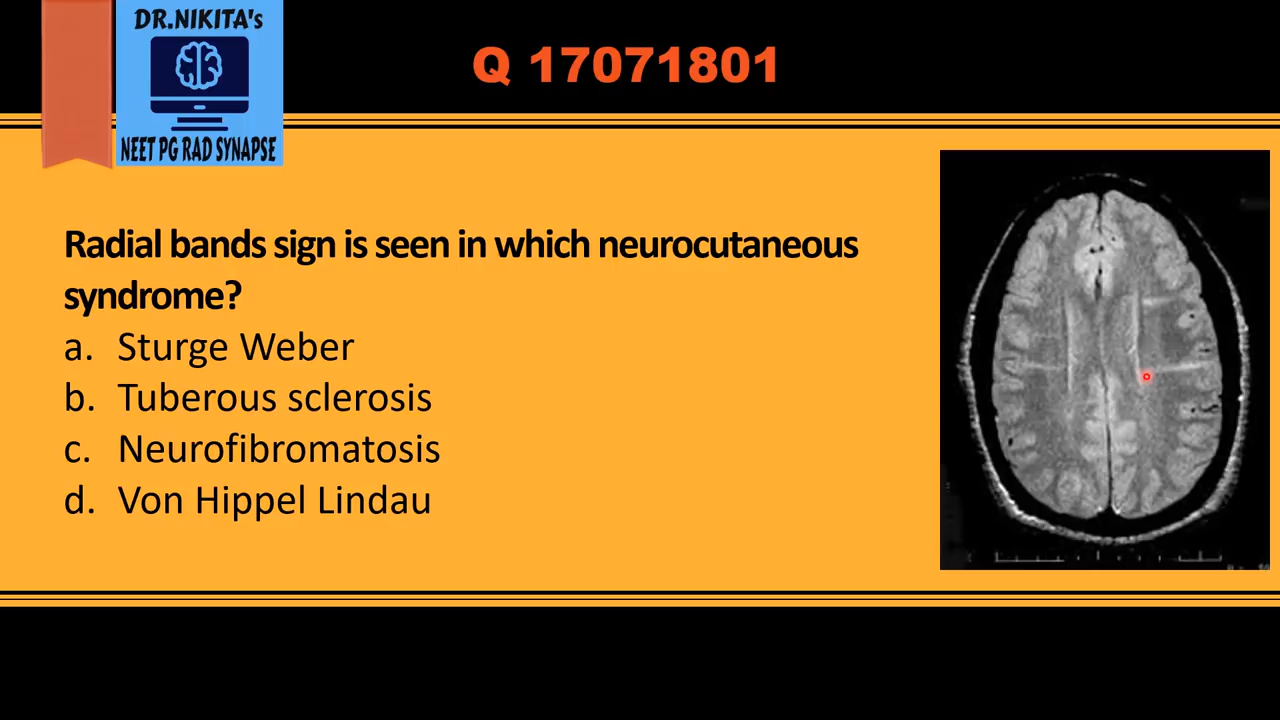 DR.NIKITA's
NEET PG RAD SYNAPSE
Q 17071801
Radial bands sign is seen in which neurocutaneous
syndrome?
a. Sturge Weber
b. Tuberous sclerosis
c. Neurofibromatosis
d. Von Hippel Lindau